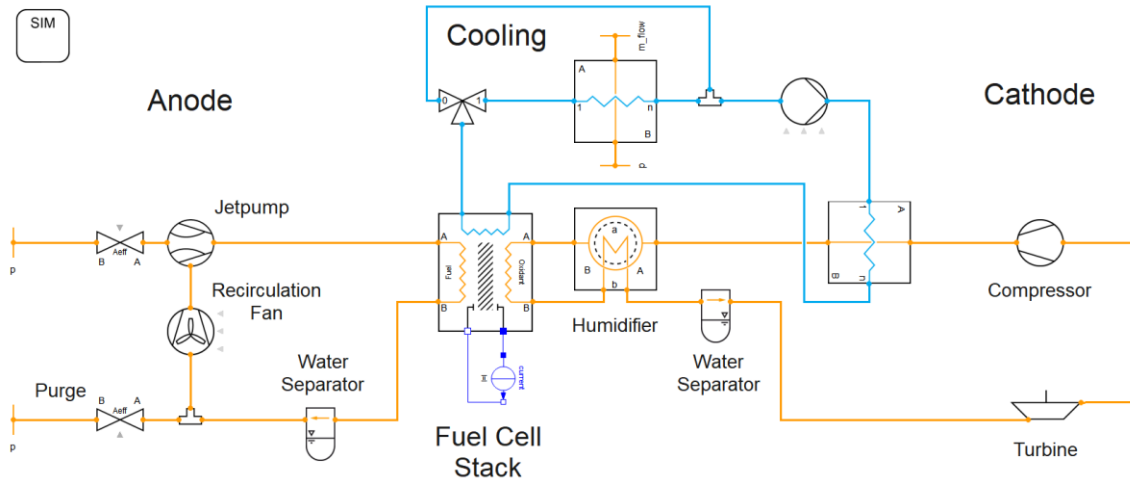 SIM
Cooling
m_flow
A
0
1
1
n
B
p
Anode
Cathode
Jetpump
Aeff
B
A
p
A
A
Fuel
Oxidant
B
B
a
B
A
b
1
A
B
n
Compressor
Recirculation
Fan
Humidifier
Water
Separator
Water
Separator
current
I
Purge
B
A
Aeff
p
Fuel Cell
Stack
Turbine